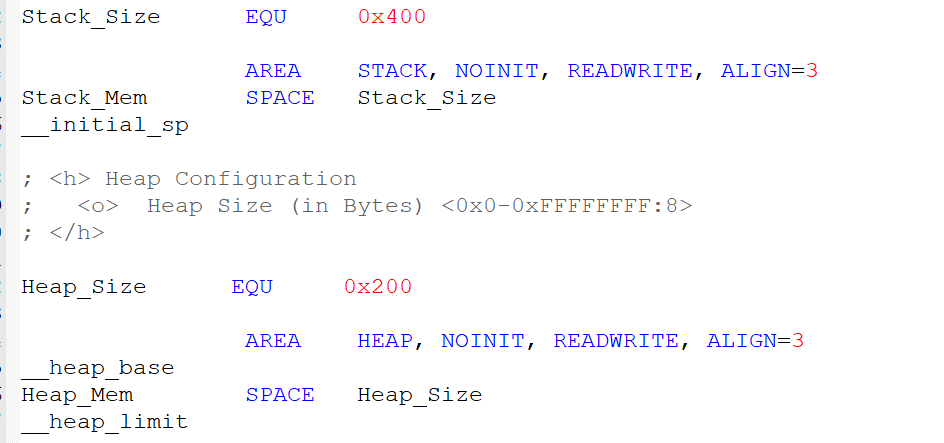 Stack_Size      EQU     0x400
                AREA    STACK, NOINIT, READWRITE, ALIGN=3
Stack_Mem       SPACE   Stack_Size
__initial_sp
; <h> Heap Configuration
;   <o>  Heap Size (in Bytes) <0x0-0xFFFFFFFF:8>
; </h>
Heap_Size      EQU     0x200
                AREA    HEAP, NOINIT, READWRITE, ALIGN=3
__heap_base
Heap_Mem        SPACE   Heap_Size
__heap_limit